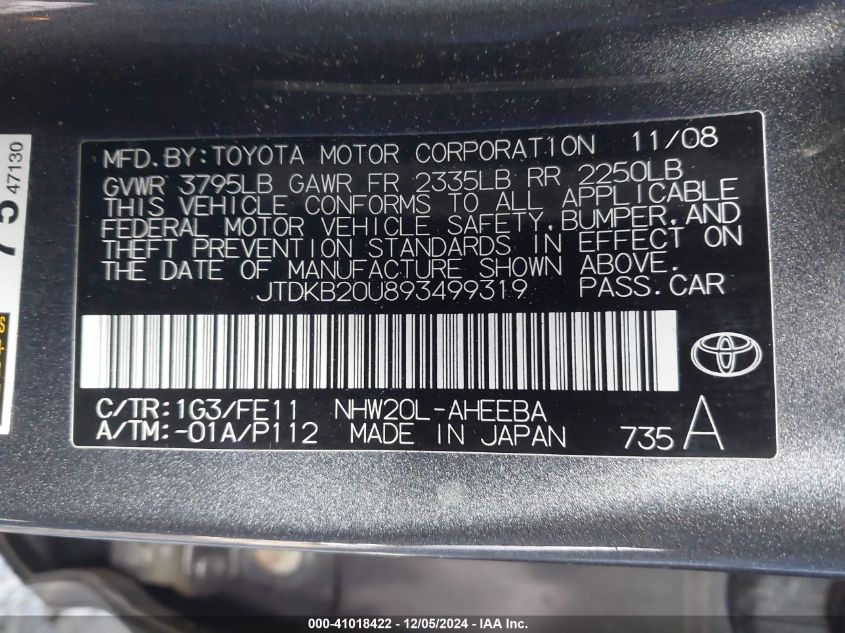 MFD.BY:TOYOTA MOTOR CORPORATION 11/08
GVWR 3795LB GAWR FR 2335LB RR 2250LB
THIS VEHICLE CONFORMS TO ALL APPLICABLE
FEDERAL MOTOR VEHICLE SAFETY,BUMPER,AND
THEFT PREVENTION STANDARDS IN EFFECT ON
THE DATE OF MANUFACTURE SHOWN ABOVE.
JTDKB20U893499319 PASS.CAR
C/TR:1G3/FE11 NHW20L-AHEEBA
A/TM:-01A/P112 MADE IN JAPAN 735 A
75 47130
000-41018422 - 12/05/2024 - IAA Inc.